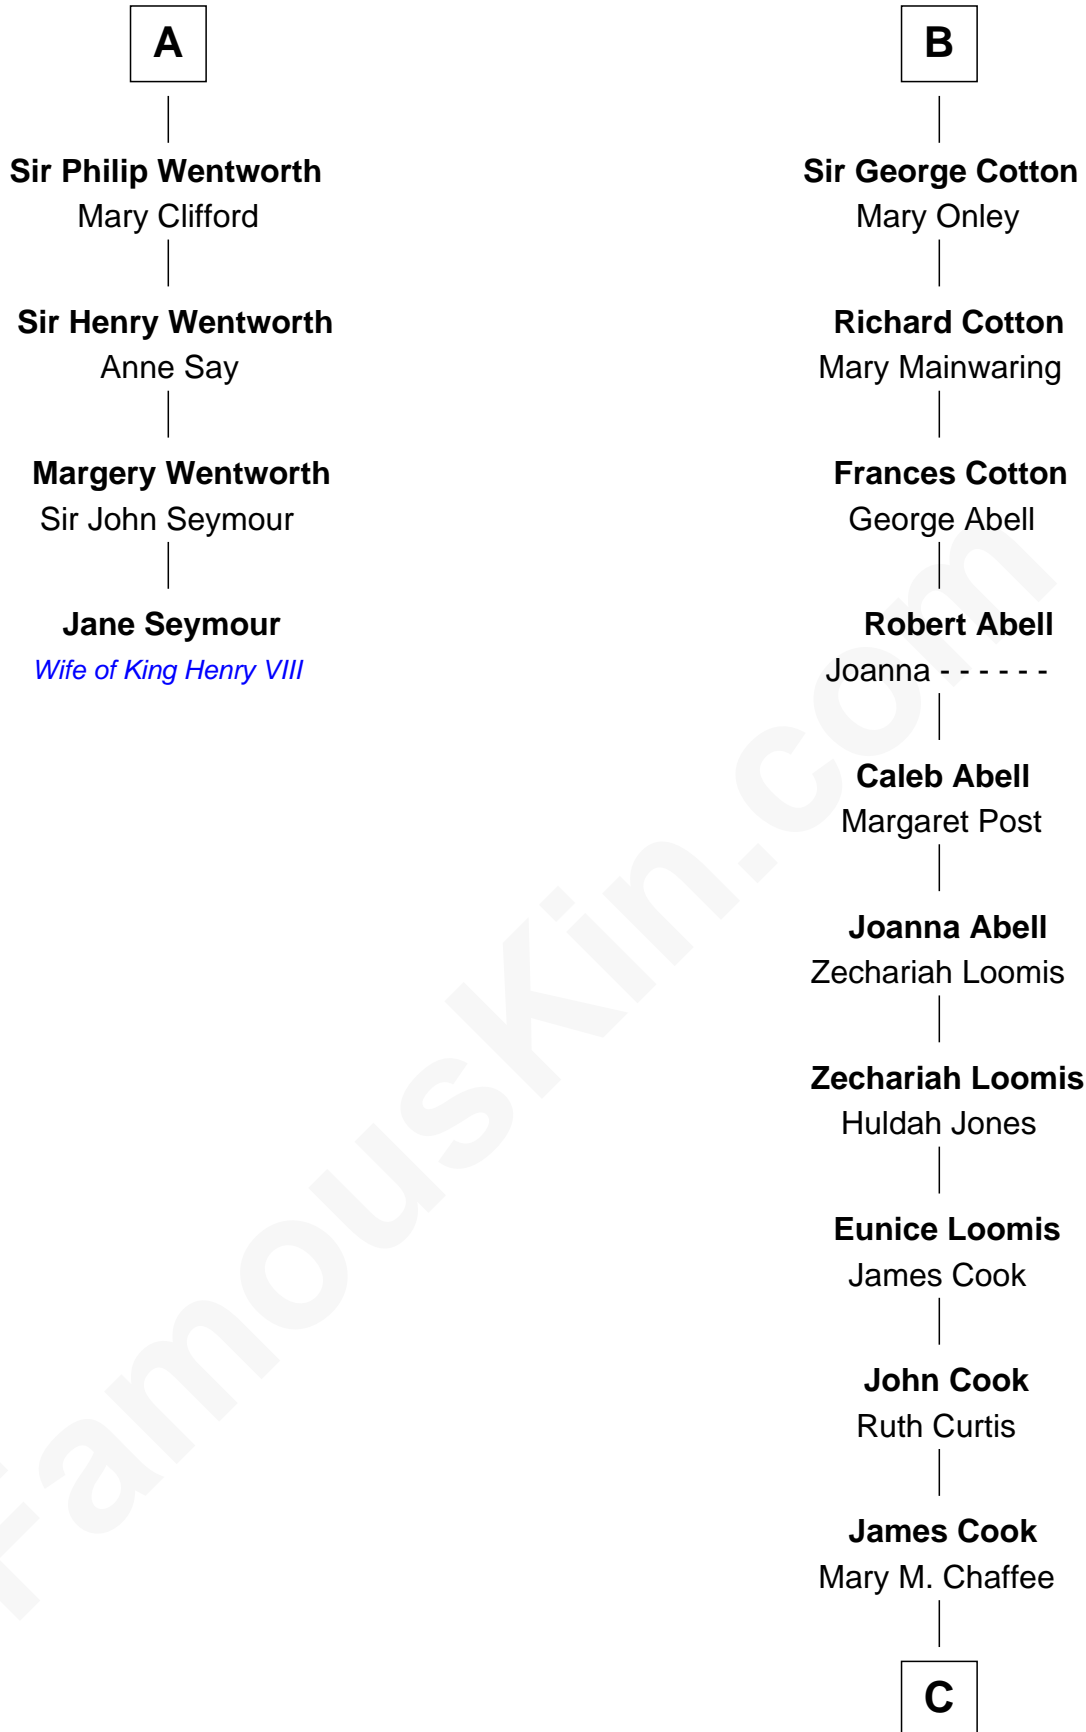 A
Sir Philip Wentworth
Mary Clifford
Sir Henry Wentworth
Anne Say
Margery Wentworth
Sir John Seymour
Jane Seymour
Wife of King Henry VIII
B
Sir George Cotton
Mary Onley
Richard Cotton
Mary Mainwaring
Frances Cotton
George Abell
Robert Abell
Joanna - - - - - -
Caleb Abell
Margaret Post
Joanna Abell
Zechariah Loomis
Zechariah Loomis
Huldah Jones
Eunice Loomis
James Cook
John Cook
Ruth Curtis
James Cook
Mary M. Chaffee
C
FamousKin.com